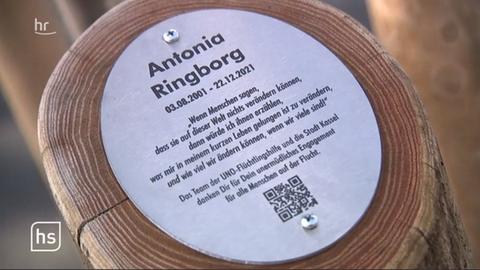 hr
Antonia
Ringborg
03.08.2001 - 22.12.2021
„Wenn Menschen sagen,
dass sie auf dieser Welt nichts verändern können,
dann würde ich ihnen erzählen,
was mir in meinem kurzen Leben gelungen ist zu verändern,
und wie viel wir ändern können, wenn wir viele sind!"
Das Team der UNO-Flüchtlingshilfe und die Stadt Kassel
danken Dir für Dein unermüdliches Engagement
für alle Menschen auf der Flucht.
hs